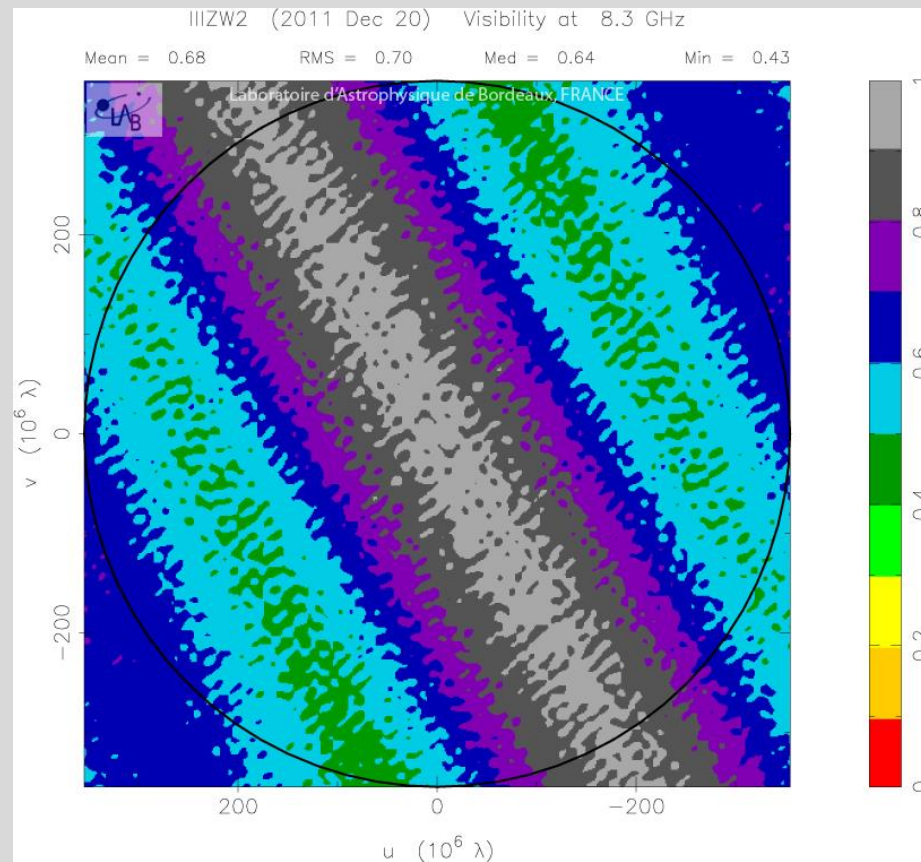 IIIZW2 (2011 Dec 20) Visibility at 8.3 GHz
Mean = 0.68 RMS = 0.70 Med = 0.64 Min = 0.43
Laboratoire d'Astrophysique de Bordeaux, FRANCE
LAB
v (10⁶ λ)
200
0
−200
200 0 −200
u (10⁶ λ)
1
0.8
0.6
0.4
0.2
0